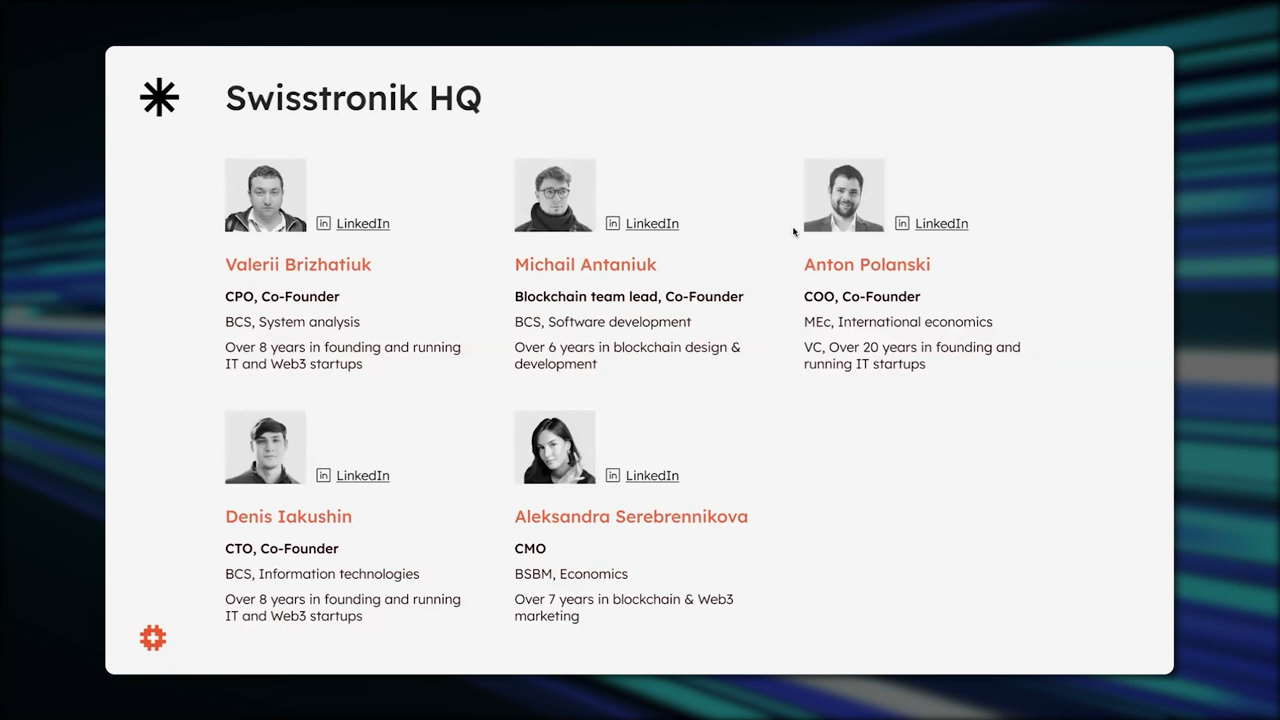 Swisstronik HQ
LinkedIn
LinkedIn
LinkedIn
Valerii Brizhatiuk
Michail Antaniuk
Anton Polanski
CPO, Co-Founder
Blockchain team lead, Co-Founder
COO, Co-Founder
BCS, System analysis
BCS, Software development
MEc, International economics
Over 8 years in founding and running
IT and Web3 startups
Over 6 years in blockchain design &
development
VC, Over 20 years in founding and
running IT startups
LinkedIn
LinkedIn
Denis Iakushin
Aleksandra Serebrennikova
CTO, Co-Founder
CMO
BCS, Information technologies
BSBM, Economics
Over 8 years in founding and running
IT and Web3 startups
Over 7 years in blockchain & Web3
marketing